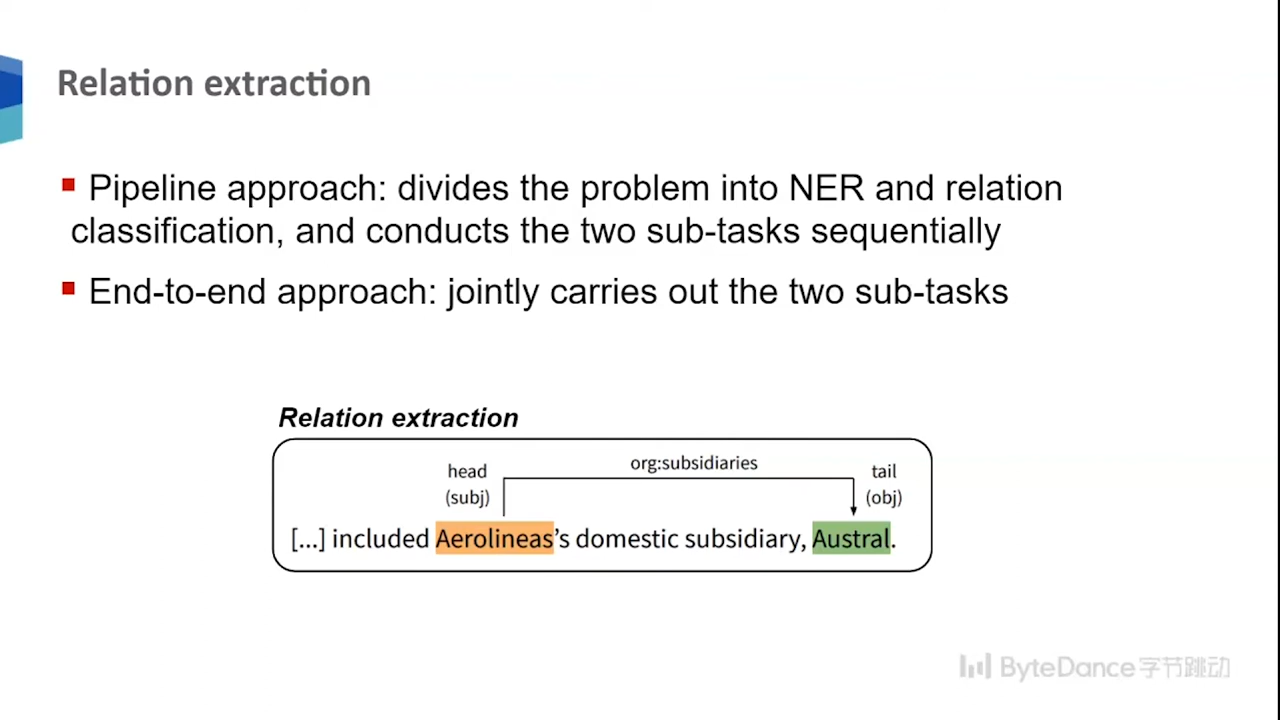 Relation extraction
Pipeline approach: divides the problem into NER and relation
classification, and conducts the two sub-tasks sequentially
End-to-end approach: jointly carries out the two sub-tasks
Relation extraction
head
(subj)
org:subsidiaries
tail
(obj)
[...] included Aerolineas's domestic subsidiary, Austral.
ByteDance字节跳动